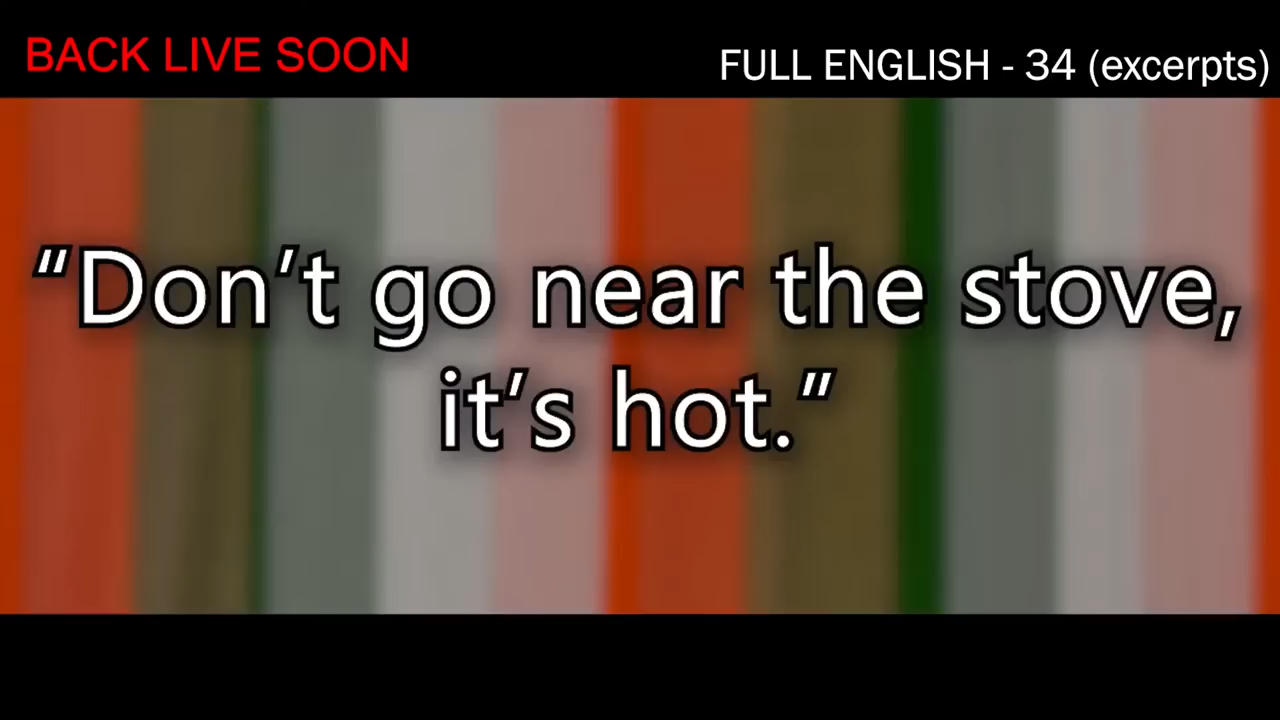 BACK LIVE SOON
FULL ENGLISH - 34 (excerpts)
“Don’t go near the stove,
it’s hot.”